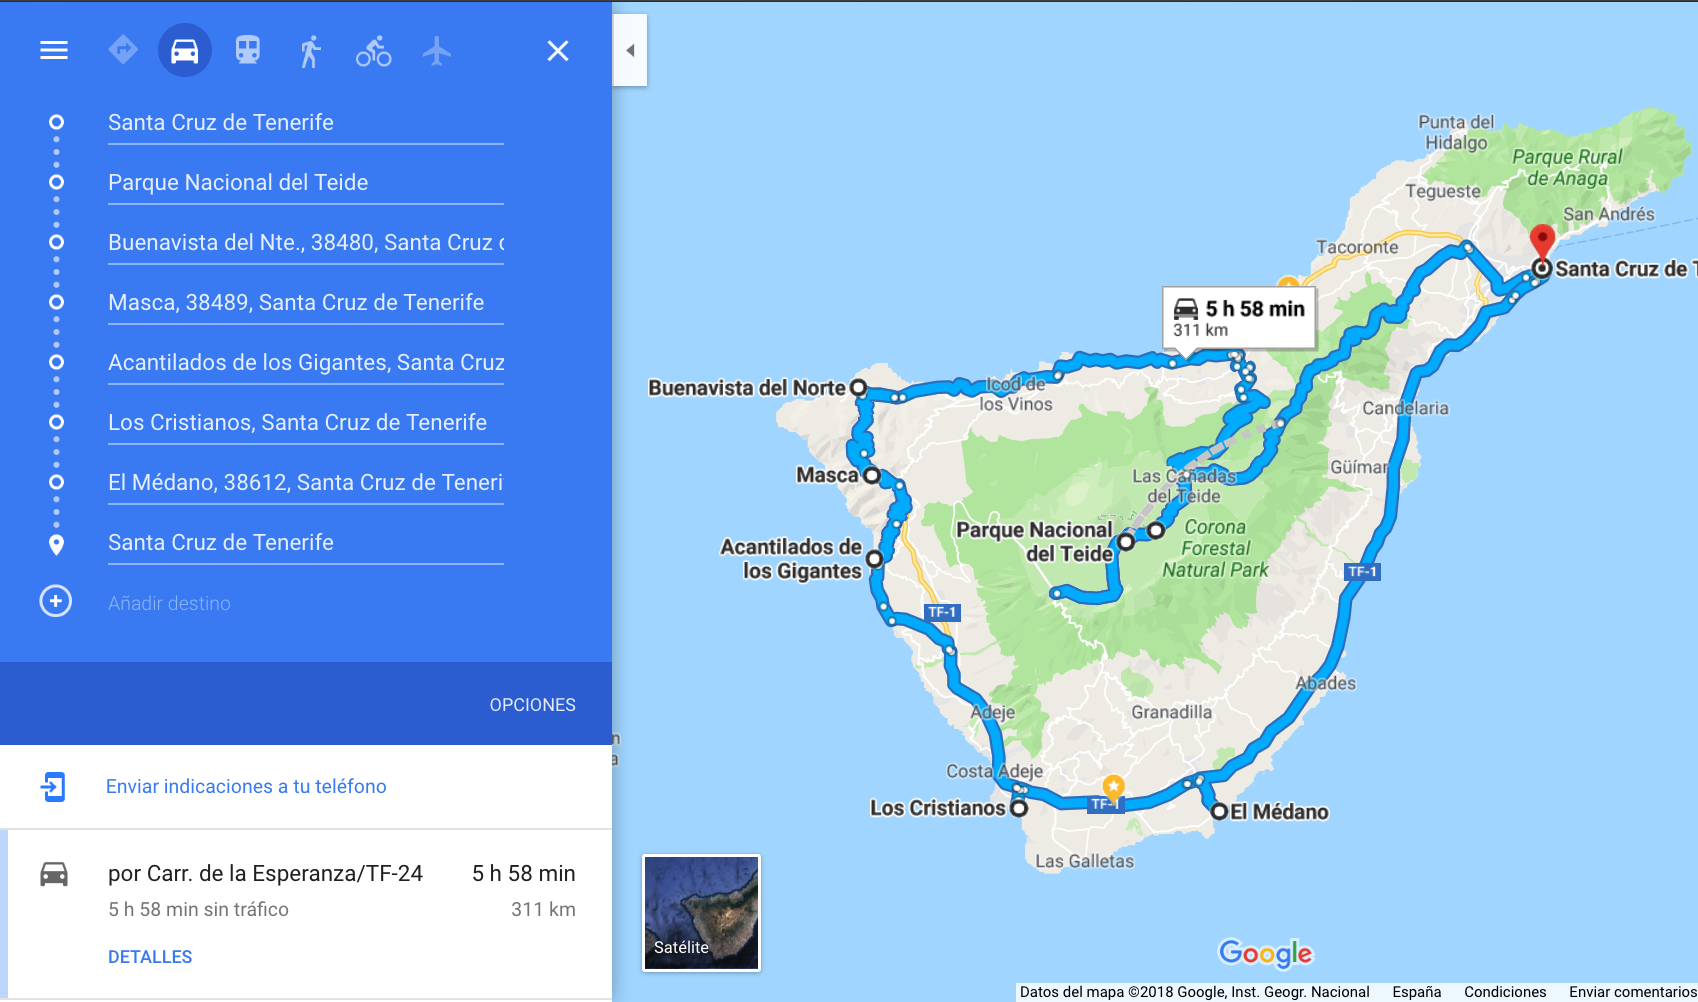 Santa Cruz de Tenerife
Parque Nacional del Teide
Buenavista del Nte., 38480, Santa Cruz
Masca, 38489, Santa Cruz de Tenerife
Acantilados de los Gigantes, Santa Cruz
Los Cristianos, Santa Cruz de Tenerife
El Médano, 38612, Santa Cruz de Teneri
Santa Cruz de Tenerife
Añadir destino
OPCIONES
Enviar indicaciones a tu teléfono
por Carr. de la Esperanza/TF-24 5 h 58 min
5 h 58 min sin tráfico 311 km
DETALLES
Punta del
Hidalgo
Parque Rural
de Anaga
Tegueste
San Andrés
Tacoronte
Santa Cruz de T
5 h 58 min
311 km
Buenavista del Norte
Icod de
los Vinos
Candelaria
Masca
Las Cañadas
del Teide
Güímar
Parque Nacional
del Teide
Corona
Forestal
Natural Park
Acantilados de
los Gigantes
TF-1
TF-1
Abades
Adeje
Granadilla
Costa Adeje
TF-1
Los Cristianos
El Médano
Las Galletas
Satélite
Google
Datos del mapa ©2018 Google, Inst. Geogr. Nacional España Condiciones Enviar comentarios